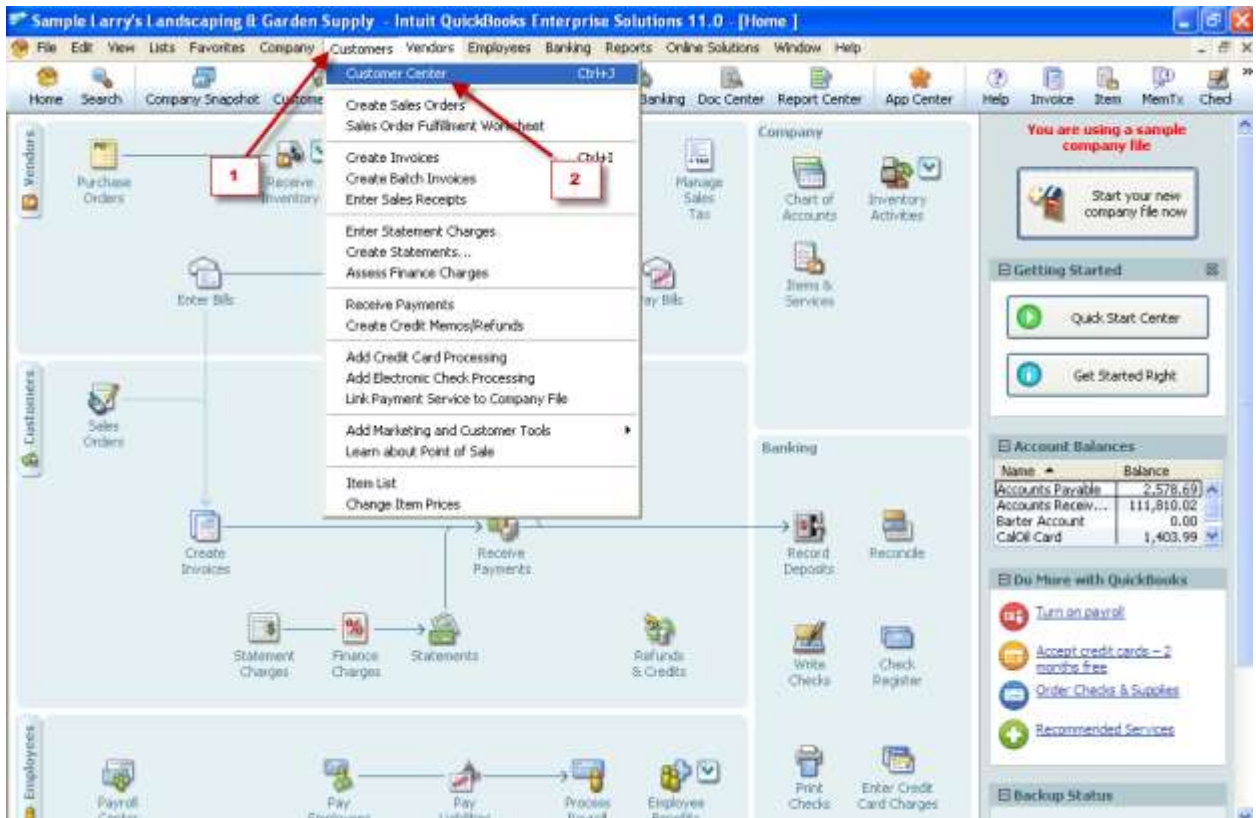 Sample Larry's Landscaping & Garden Supply - Intuit QuickBooks Enterprise Solutions 11.0 - [Home ]
File Edit View Lists Favorites Company Customers Vendors Employees Banking Reports Online Solutions Window Help
Home Search Company Snapshot Banking Doc Center Report Center App Center Help Invoice Item MemTx
Customer Center Ctrl+J
Create Sales Orders
Sales Order Fulfillment Worksheet
Create Invoices Ctrl+I
Create Batch Invoices
Enter Sales Receipts
Enter Statement Charges
Create Statements...
Assess Finance Charges
Receive Payments
Create Credit Memos/Refunds
Add Credit Card Processing
Add Electronic Check Processing
Link Payment Service to Company File
Add Marketing and Customer Tools
Learn about Point of Sale
Item List
Change Item Prices
1
2
Vendors
Purchase
Orders
Receive
Inventory
Manage
Sales
Tax
Enter Bills
Pay Bills
Customers
Sales
Orders
Create
Invoices
Receive
Payments
Statement
Charges
Finance
Charges
Statements
Refunds
& Credits
Employees
Payroll
Center
Pay
Employees
Pay
Liabilities
Process
Payroll
Employee
Benefits
Company
Chart of
Accounts
Inventory
Activities
Items &
Services
Banking
Record
Deposits
Reconcile
Write
Checks
Check
Register
Print
Checks
Enter Credit
Card Charges
You are using a sample
company file
Start your new
company file now
Getting Started
Quick Start Center
Get Started Right
Account Balances
Name Balance
Accounts Payable 2,578.69
Accounts Receiv... 111,810.02
Barter Account 0.00
CalOil Card 1,403.99
Do More with QuickBooks
Turn on payroll
Accept credit cards – 2
months free
Order Checks & Supplies
Recommended Services
Backup Status